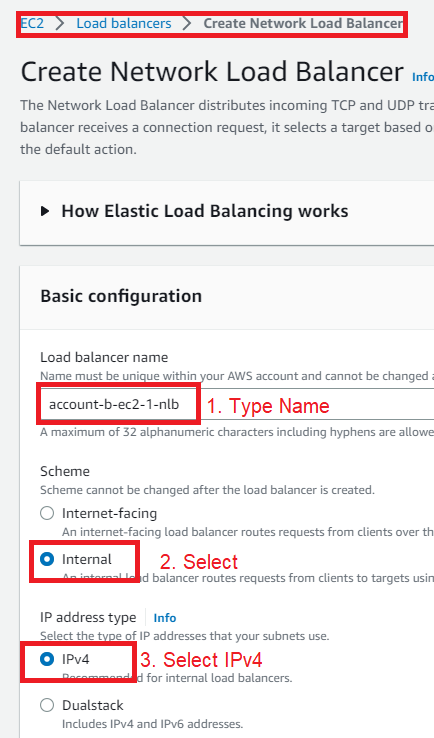 EC2 > Load balancers > Create Network Load Balancer
Create Network Load Balancer Info
The Network Load Balancer distributes incoming TCP and UDP tra
balancer receives a connection request, it selects a target based o
the default action.
How Elastic Load Balancing works
Basic configuration
Load balancer name
Name must be unique within your AWS account and cannot be changed a
account-b-ec2-1-nlb 1. Type Name
A maximum of 32 alphanumeric characters including hyphens are allowe
Scheme
Scheme cannot be changed after the load balancer is created.
Internet-facing
An internet-facing load balancer routes requests from clients over th
Internal 2. Select
An internal load balancer routes requests from clients to targets using
IP address type Info
Select the type of IP addresses that your subnets use.
IPv4 3. Select IPv4
Recommended for internal load balancers.
Dualstack
Includes IPv4 and IPv6 addresses.